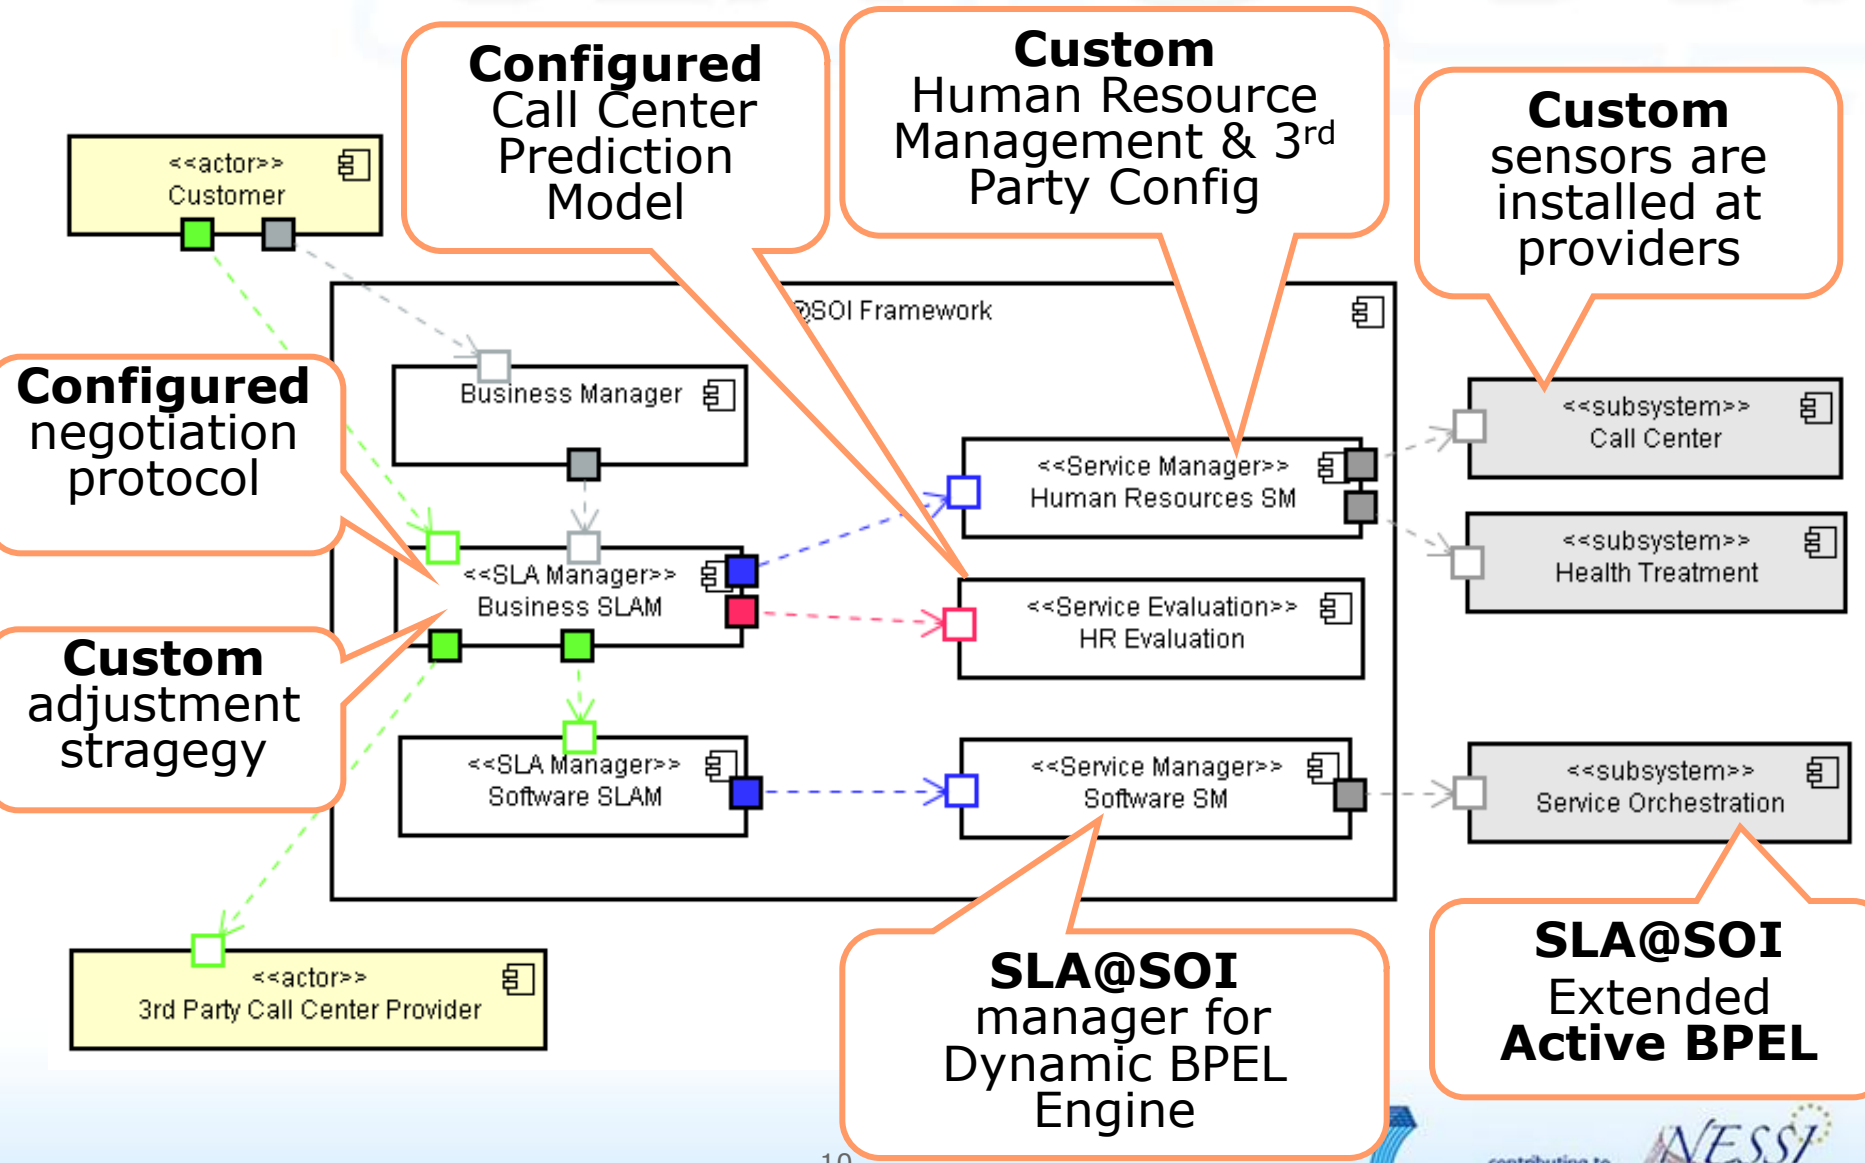 Configured
Call Center
Prediction
Model
Custom
Human Resource
Management & 3rd
Party Config
Custom
sensors are
installed at
providers
<<actor>>
Customer
@SOI Framework
Configured
negotiation
protocol
Business Manager
<<Service Manager>>
Human Resources SM
<<subsystem>>
Call Center
<<subsystem>>
Health Treatment
<<SLA Manager>>
Business SLAM
<<Service Evaluation>>
HR Evaluation
Custom
adjustment
stragegy
<<SLA Manager>>
Software SLAM
<<Service Manager>>
Software SM
<<subsystem>>
Service Orchestration
<<actor>>
3rd Party Call Center Provider
SLA@SOI
manager for
Dynamic BPEL
Engine
SLA@SOI
Extended
Active BPEL
10
contributing to
NESSI